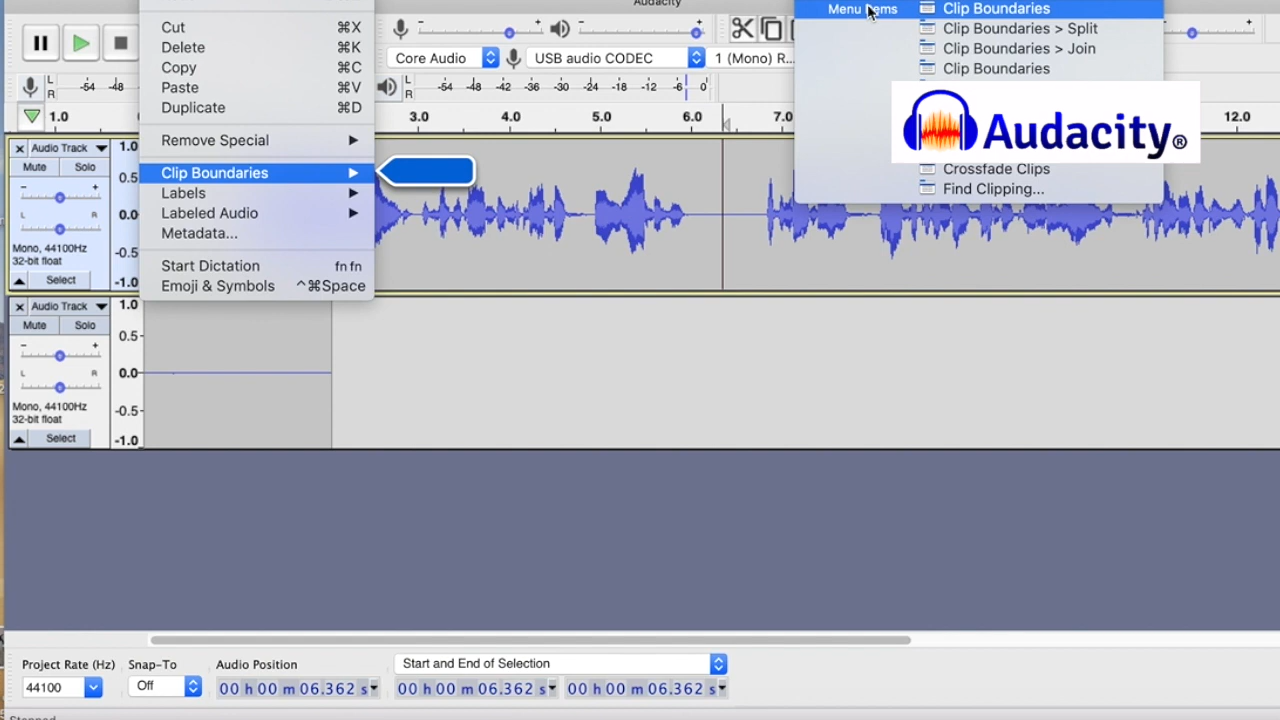 Audacity
Cut ⌘X
Delete ⌘K
Copy ⌘C
Paste ⌘V
Duplicate ⌘D
Remove Special
Clip Boundaries
Labels
Labeled Audio
Metadata...
Start Dictation fn fn
Emoji & Symbols ^⌘Space
Menu Items
Clip Boundaries
Clip Boundaries > Split
Clip Boundaries > Join
Clip Boundaries
Audacity®
Crossfade Clips
Find Clipping...
Core Audio
USB audio CODEC
1 (Mono) R...
L
R
-54 -48
L
R
-54 -48 -42 -36 -30 -24 -18 -12 -6 0
1.0 3.0 4.0 5.0 6.0 7.0 12.0
Audio Track
Mute Solo
- +
L R
Mono, 44100Hz
32-bit float
Select
1.0
0.5
0.0
-0.5
-1.0
Audio Track
Mute Solo
- +
L R
Mono, 44100Hz
32-bit float
Select
1.0
0.5
0.0
-0.5
-1.0
Project Rate (Hz) Snap-To Audio Position Start and End of Selection
44100 Off 00 h 00 m 06.362 s 00 h 00 m 06.362 s 00 h 00 m 06.362 s
Stopped